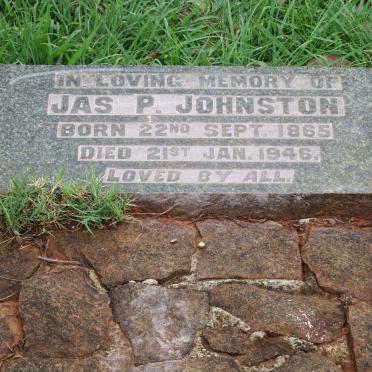 IN LOVING MEMORY OF
JAS P. JOHNSTON
BORN 22ND SEPT. 1865
DIED 21ST JAN. 1946.
LOVED BY ALL.